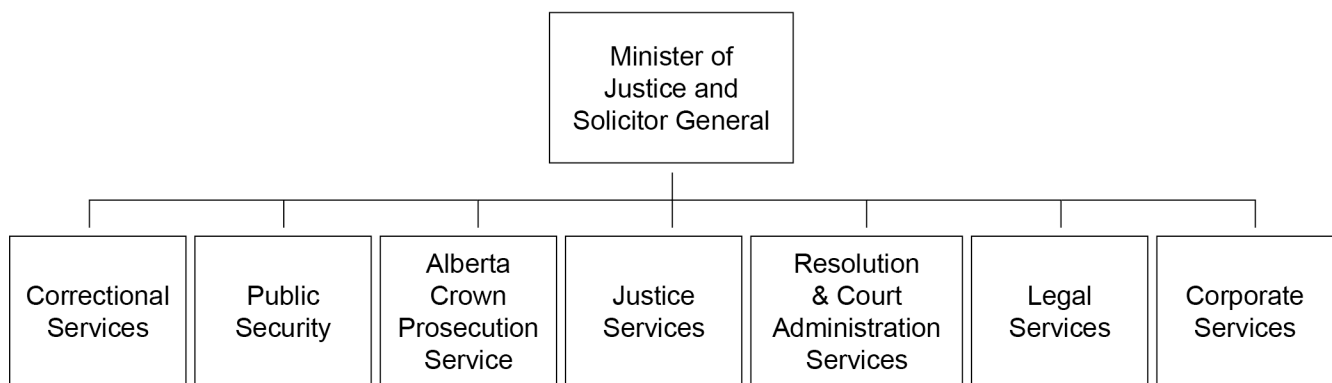 Minister of
Justice and
Solicitor General
Correctional
Services
Public
Security
Alberta
Crown
Prosecution
Service
Justice
Services
Resolution
& Court
Administration
Services
Legal
Services
Corporate
Services